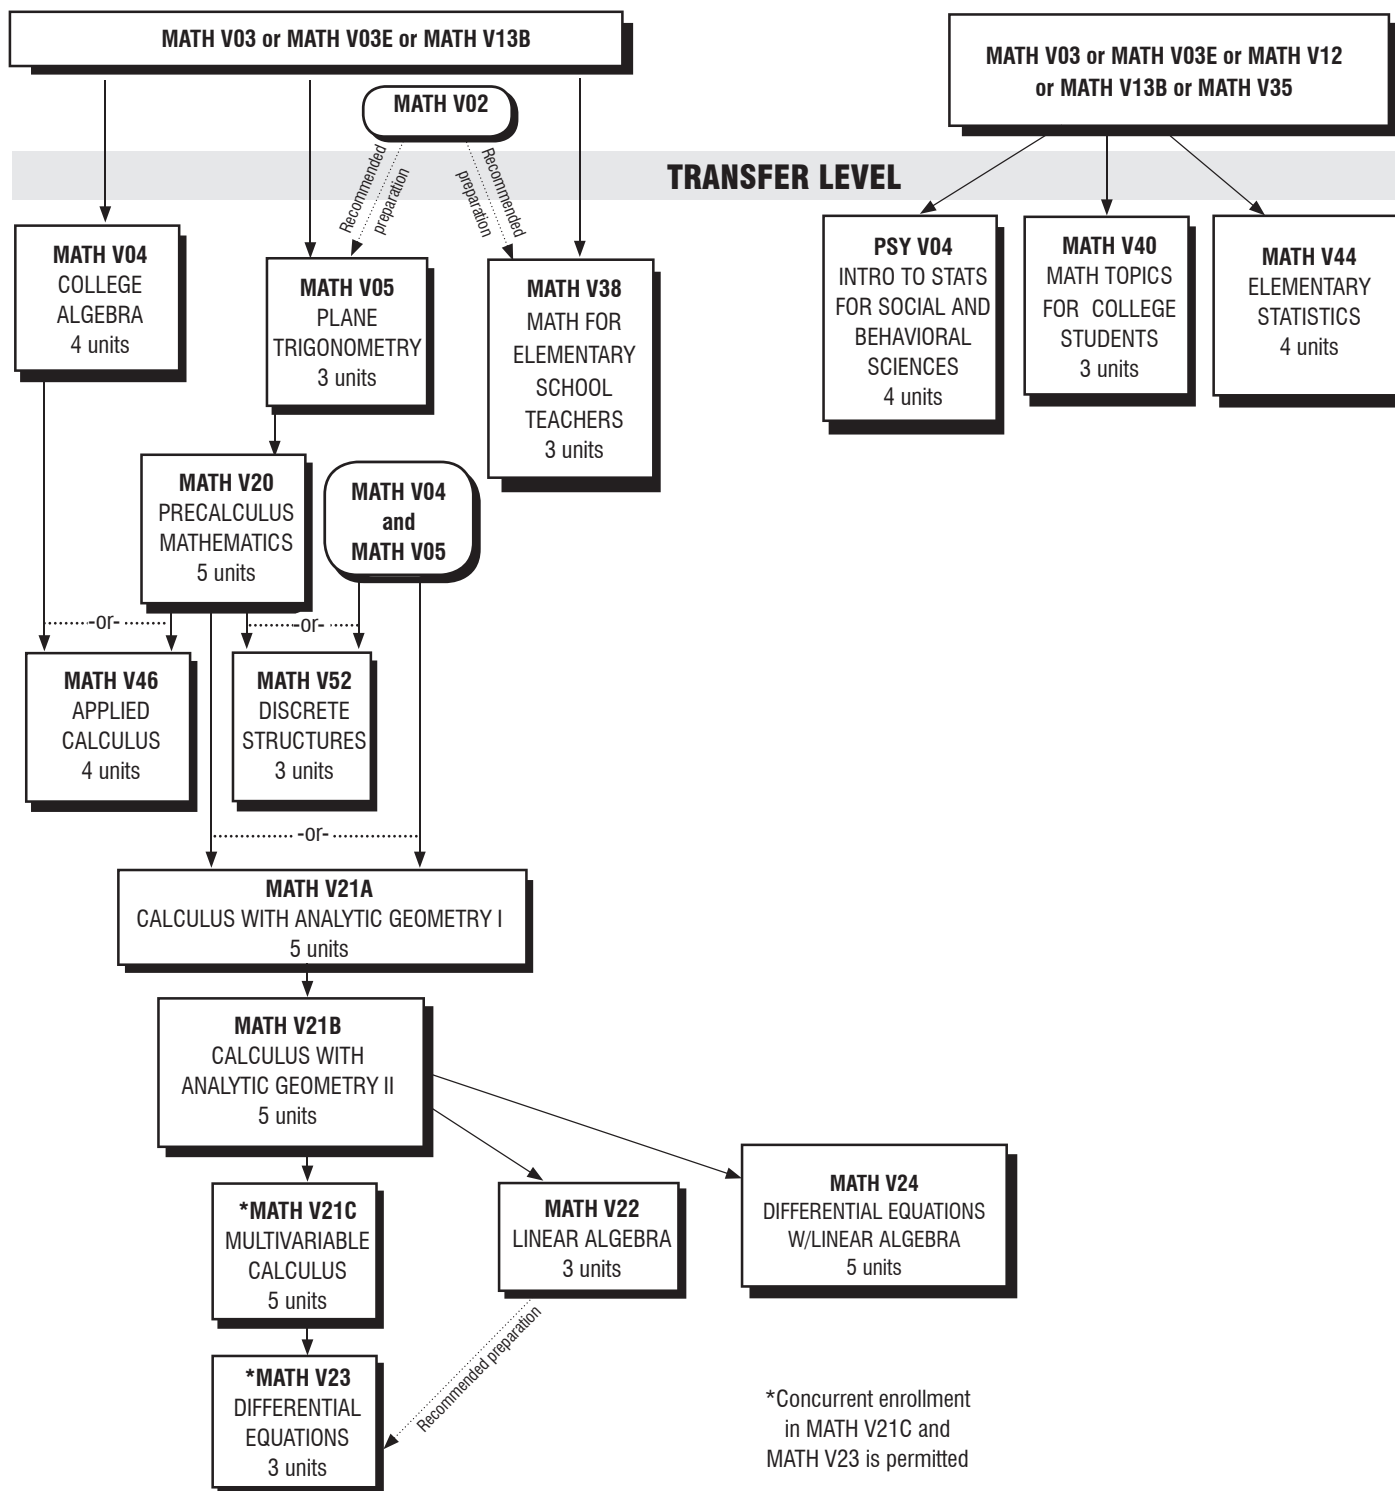 MATH V03 or MATH V03E or MATH V13B
MATH V03 or MATH V03E or MATH V12
or MATH V13B or MATH V35
MATH V02
Recommended
preparation
Recommended
preparation
TRANSFER LEVEL
MATH V04
COLLEGE
ALGEBRA
4 units
MATH V05
PLANE
TRIGONOMETRY
3 units
MATH V38
MATH FOR
ELEMENTARY
SCHOOL
TEACHERS
3 units
PSY V04
INTRO TO STATS
FOR SOCIAL AND
BEHAVIORAL
SCIENCES
4 units
MATH V40
MATH TOPICS
FOR COLLEGE
STUDENTS
3 units
MATH V44
ELEMENTARY
STATISTICS
4 units
MATH V20
PRECALCULUS
MATHEMATICS
5 units
MATH V04
and
MATH V05
-or-
-or-
MATH V46
APPLIED
CALCULUS
4 units
MATH V52
DISCRETE
STRUCTURES
3 units
-or-
MATH V21A
CALCULUS WITH ANALYTIC GEOMETRY I
5 units
MATH V21B
CALCULUS WITH
ANALYTIC GEOMETRY II
5 units
*MATH V21C
MULTIVARIABLE
CALCULUS
5 units
MATH V22
LINEAR ALGEBRA
3 units
MATH V24
DIFFERENTIAL EQUATIONS
W/LINEAR ALGEBRA
5 units
Recommended preparation
*MATH V23
DIFFERENTIAL
EQUATIONS
3 units
*Concurrent enrollment
in MATH V21C and
MATH V23 is permitted